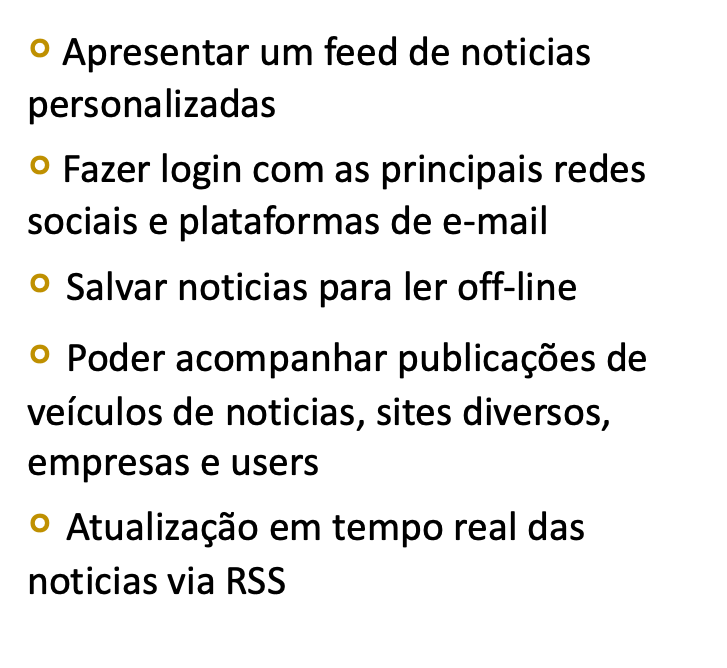 Apresentar um feed de noticias
personalizadas
Fazer login com as principais redes
sociais e plataformas de e-mail
Salvar noticias para ler off-line
Poder acompanhar publicações de
veículos de noticias, sites diversos,
empresas e users
Atualização em tempo real das
noticias via RSS